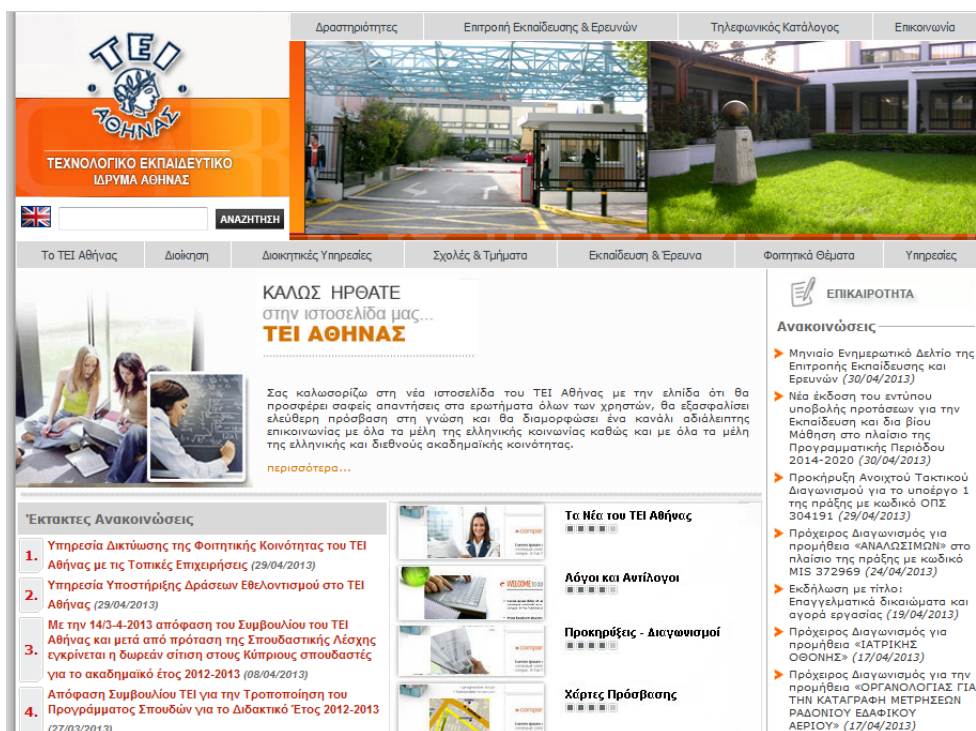 Δραστηριότητες
Επιτροπή Εκπαίδευσης & Ερευνών
Τηλεφωνικός Κατάλογος
Επικοινωνία
ΤΕΙ
ΑΘΗΝΑΣ
ΤΕΧΝΟΛΟΓΙΚΟ ΕΚΠΑΙΔΕΥΤΙΚΟ
ΙΔΡΥΜΑ ΑΘΗΝΑΣ
ΑΝΑΖΗΤΗΣΗ
Το ΤΕΙ Αθήνας
Διοίκηση
Διοικητικές Υπηρεσίες
Σχολές & Τμήματα
Εκπαίδευση & Έρευνα
Φοιτητικά Θέματα
Υπηρεσίες
ΚΑΛΩΣ ΗΡΘΑΤΕ
στην ιστοσελίδα μας...
ΤΕΙ ΑΘΗΝΑΣ
Σας καλωσορίζω στη νέα ιστοσελίδα του ΤΕΙ Αθήνας με την ελπίδα ότι θα
προσφέρει σαφείς απαντήσεις στα ερωτήματα όλων των χρηστών, θα εξασφαλίσει
ελεύθερη πρόσβαση στη γνώση και θα διαμορφώσει ένα κανάλι αδιάλειπτης
επικοινωνίας με όλα τα μέλη της ελληνικής κοινωνίας καθώς και με όλα τα μέλη
της ελληνικής και διεθνούς ακαδημαϊκής κοινότητας.
περισσότερα...
Έκτακτες Ανακοινώσεις
1. Υπηρεσία Δικτύωσης της Φοιτητικής Κοινότητας του ΤΕΙ
Αθήνας με τις Τοπικές Επιχειρήσεις (29/04/2013)
2. Υπηρεσία Υποστήριξης Δράσεων Εθελοντισμού στο ΤΕΙ
Αθήνας (29/04/2013)
3. Με την 14/3-4-2013 απόφαση του Συμβουλίου του ΤΕΙ
Αθήνας και μετά από πρόταση της Σπουδαστικής Λέσχης
εγκρίνεται η δωρεάν σίτιση στους Κύπριους σπουδαστές
για το ακαδημαϊκό έτος 2012-2013 (08/04/2013)
4. Απόφαση Συμβουλίου ΤΕΙ για την Τροποποίηση του
Προγράμματος Σπουδών για το Διδακτικό Έτος 2012-2013
(27/03/2013)
Τα Νέα του ΤΕΙ Αθήνας
Λόγοι και Αντίλογοι
WELCOME
Προκηρύξεις - Διαγωνισμοί
Χάρτες Πρόσβασης
ΕΠΙΚΑΙΡΟΤΗΤΑ
Ανακοινώσεις
Μηνιαίο Ενημερωτικό Δελτίο της
Επιτροπής Εκπαίδευσης και
Ερευνών (30/04/2013)
Νέα έκδοση του εντύπου
υποβολής προτάσεων για την
Εκπαίδευση και δια βίου
Μάθηση στο πλαίσιο της
Προγραμματικής Περιόδου
2014-2020 (30/04/2013)
Προκήρυξη Ανοιχτού Τακτικού
Διαγωνισμού για το υποέργο 1
της πράξης με κωδικό ΟΠΣ
304191 (29/04/2013)
Πρόχειρος Διαγωνισμός για
προμήθεια «ΑΝΑΛΩΣΙΜΩΝ» στο
πλαίσιο της πράξης με κωδικό
MIS 372969 (24/04/2013)
Εκδήλωση με τίτλο:
Επαγγελματικά δικαιώματα και
αγορά εργασίας (19/04/2013)
Πρόχειρος Διαγωνισμός για
προμήθεια «ΙΑΤΡΙΚΗΣ
ΟΘΟΝΗΣ» (17/04/2013)
Πρόχειρος Διαγωνισμός για την
προμήθεια «ΟΡΓΑΝΟΛΟΓΙΑΣ ΓΙΑ
ΤΗΝ ΚΑΤΑΓΡΑΦΗ ΜΕΤΡΗΣΕΩΝ
ΡΑΔΟΝΙΟΥ ΕΔΑΦΙΚΟΥ
ΑΕΡΙΟΥ» (17/04/2013)